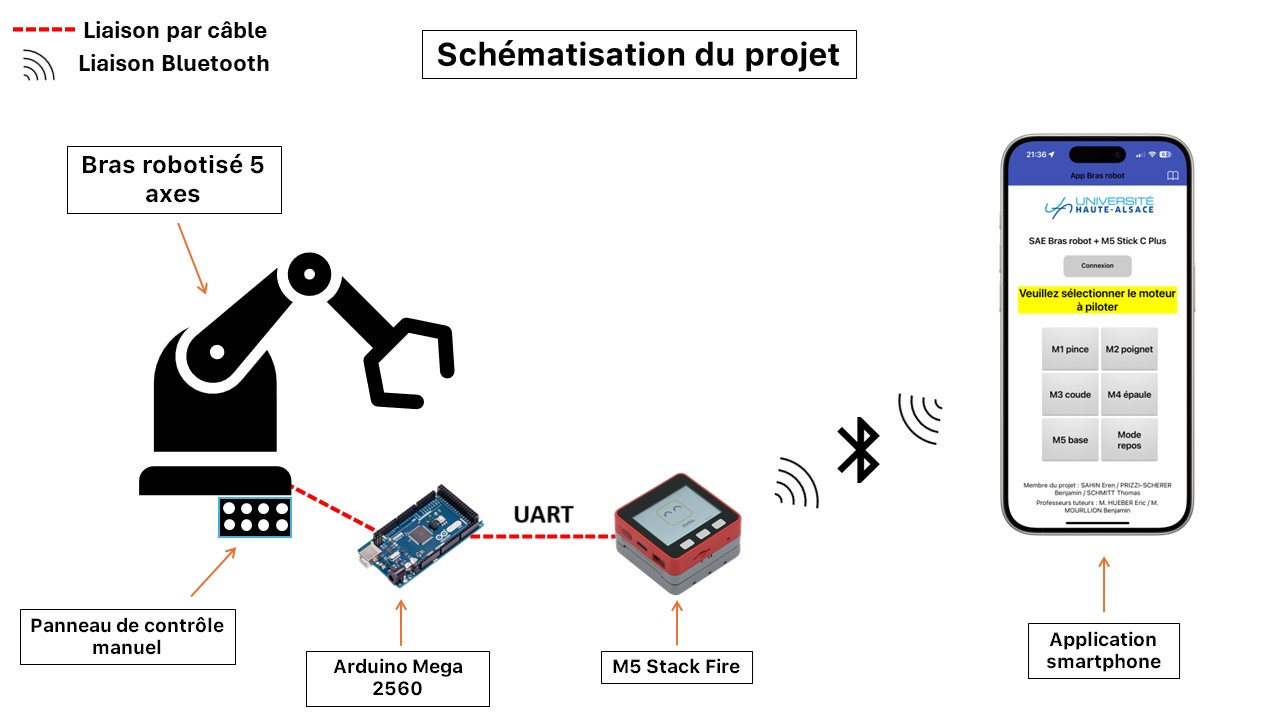 Liaison par câble
Liaison Bluetooth
Schématisation du projet
Bras robotisé 5
axes
21:36
App Bras robot
UNIVERSITÉ
HAUTE-ALSACE
SAE Bras robot + M5 Stick C Plus
Connexion
Veuillez sélectionner le moteur
à piloter
M1 pince
M2 poignet
M3 coude
M4 épaule
M5 base
Mode
repos
Membre du projet : SAHIN Eren / PRIZZI-SCHERER
Benjamin / SCHMITT Thomas
Professeurs tuteurs : M. HUEBER Eric / M.
MOURLLION Benjamin
UART
Panneau de contrôle
manuel
Arduino Mega
2560
M5 Stack Fire
Application
smartphone